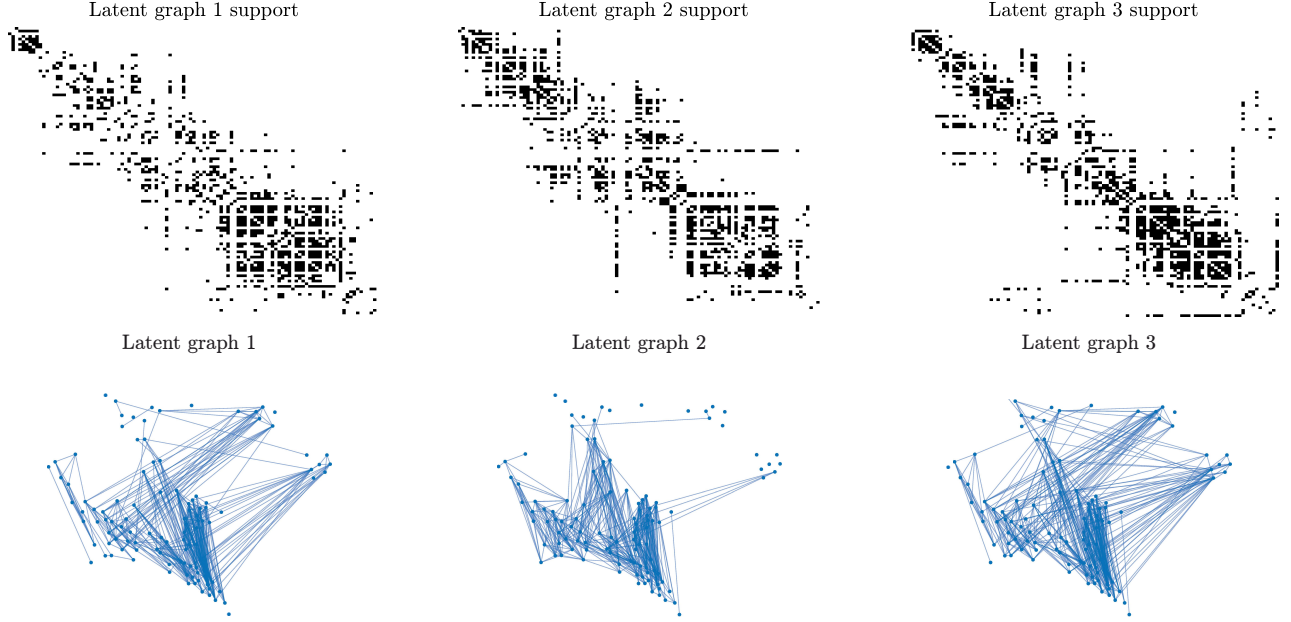 Latent graph 1 support
Latent graph 2 support
Latent graph 3 support
Latent graph 1
Latent graph 2
Latent graph 3